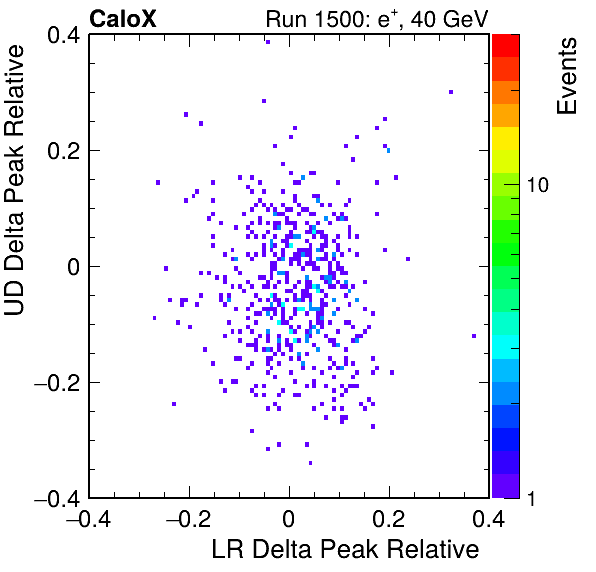 CaloX Run 1500: e⁺, 40 GeV
UD Delta Peak Relative
0.4
0.2
0
−0.2
−0.4
−0.4 −0.2 0 0.2 0.4
LR Delta Peak Relative
Events
10
1